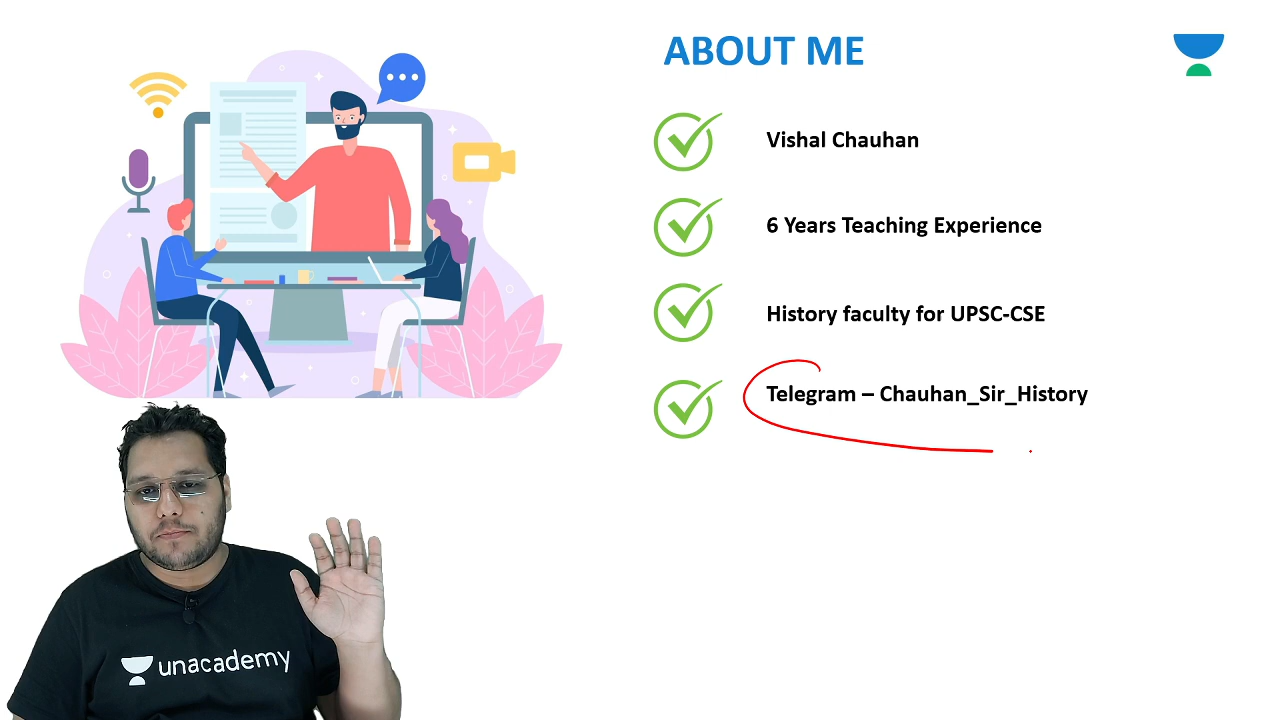 ABOUT ME
Vishal Chauhan
6 Years Teaching Experience
History faculty for UPSC-CSE
Telegram – Chauhan_Sir_History
unacademy